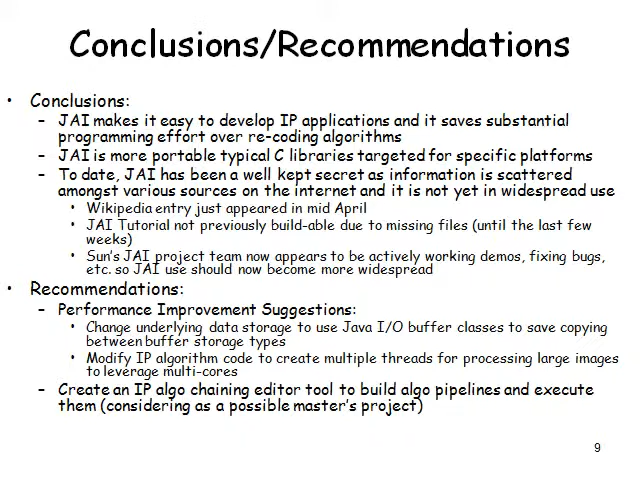 Conclusions/Recommendations
• Conclusions:
– JAI makes it easy to develop IP applications and it saves substantial
programming effort over re-coding algorithms
– JAI is more portable typical C libraries targeted for specific platforms
– To date, JAI has been a well kept secret as information is scattered
amongst various sources on the internet and it is not yet in widespread use
• Wikipedia entry just appeared in mid April
• JAI Tutorial not previously build-able due to missing files (until the last few
weeks)
• Sun's JAI project team now appears to be actively working demos, fixing bugs,
etc. so JAI use should now become more widespread
• Recommendations:
– Performance Improvement Suggestions:
• Change underlying data storage to use Java I/O buffer classes to save copying
between buffer storage types
• Modify IP algorithm code to create multiple threads for processing large images
to leverage multi-cores
– Create an IP algo chaining editor tool to build algo pipelines and execute
them (considering as a possible master's project)
9